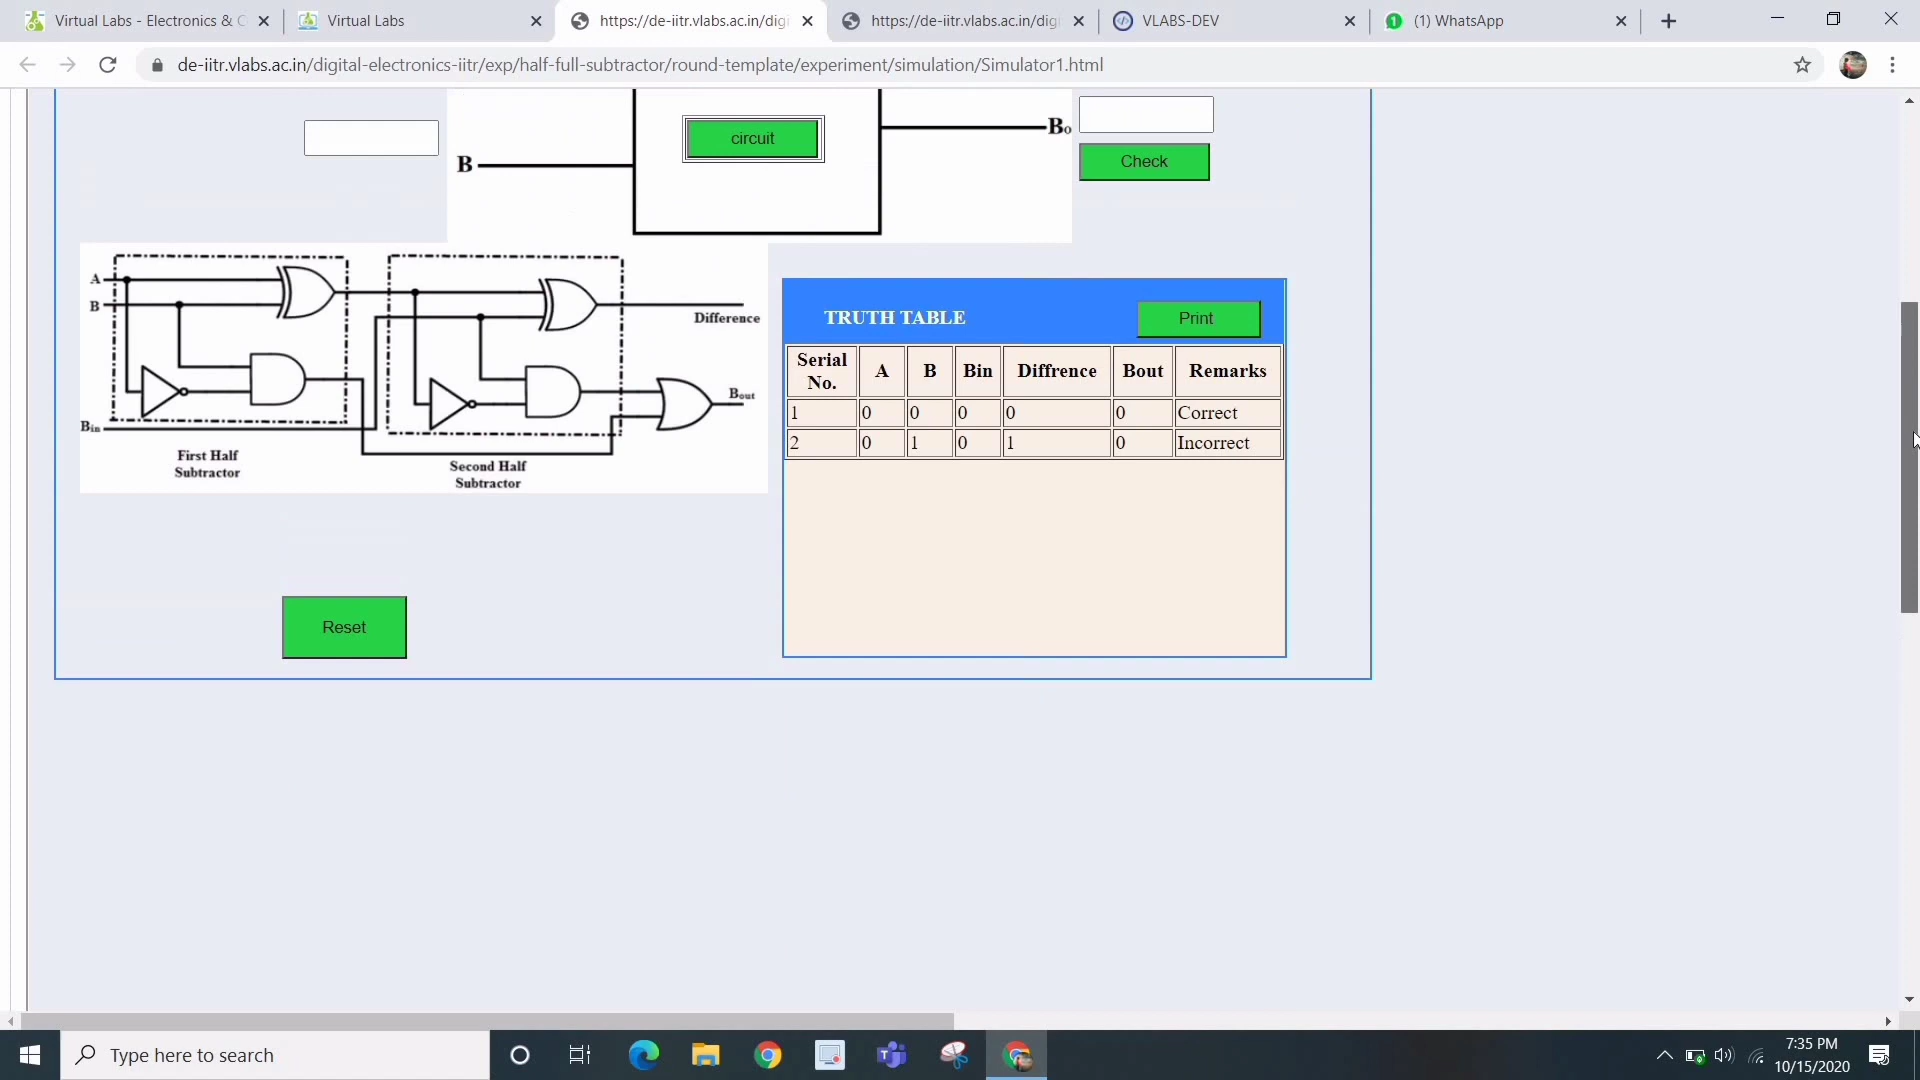 Virtual Labs - Electronics & C
Virtual Labs
https://de-iitr.vlabs.ac.in/digi
https://de-iitr.vlabs.ac.in/digi
VLABS-DEV
1
(1) WhatsApp
de-iitr.vlabs.ac.in/digital-electronics-iitr/exp/half-full-subtractor/round-template/experiment/simulation/Simulator1.html
circuit
B
Bo
Check
A
B
Difference
Bout
Bin
First Half
Subtractor
Second Half
Subtractor
TRUTH TABLE
Print
Serial No. A B Bin Diffrence Bout Remarks
1 0 0 0 0 0 Correct
2 0 1 0 1 0 Incorrect
Reset
Type here to search
7:35 PM
10/15/2020